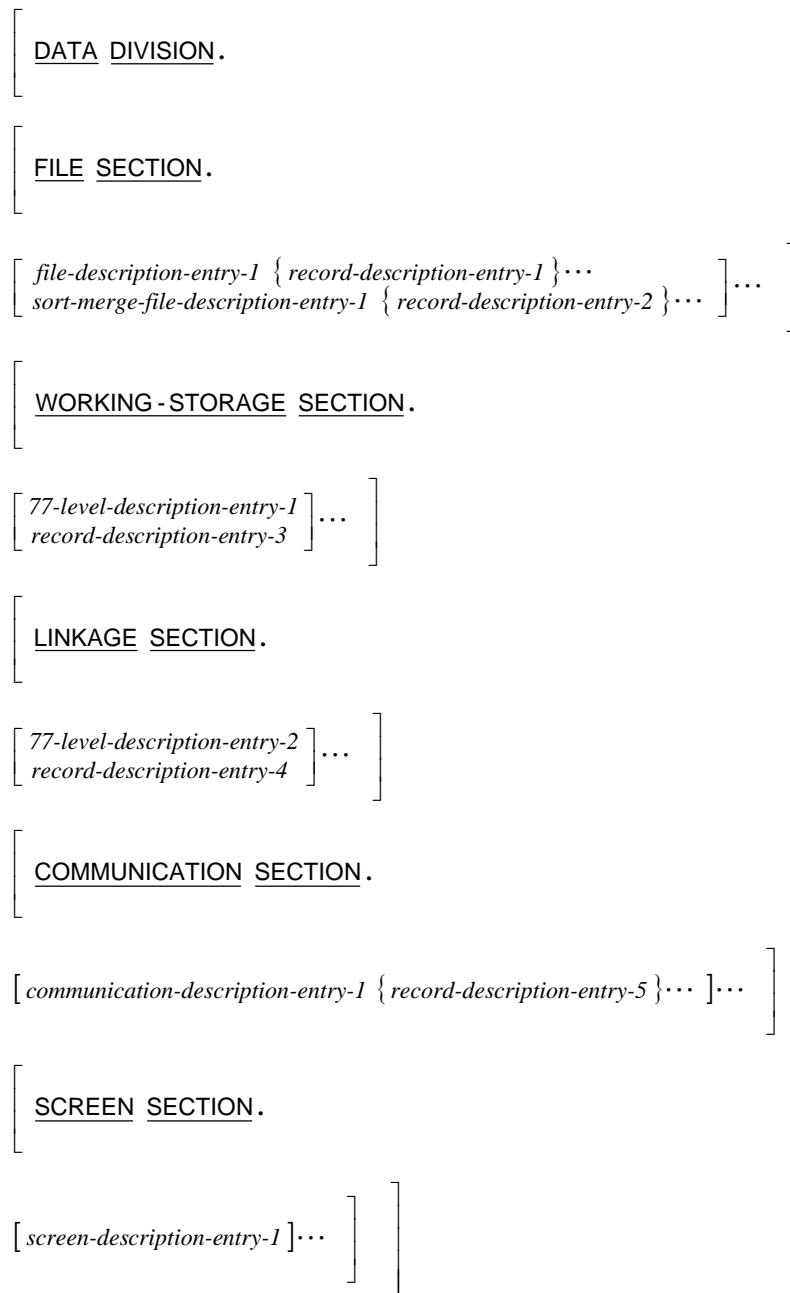 [ DATA DIVISION.
[ FILE SECTION.
[ file-description-entry-1 { record-description-entry-1 }···
sort-merge-file-description-entry-1 { record-description-entry-2 }··· ]··· ]
[ WORKING-STORAGE SECTION.
[ 77-level-description-entry-1
record-description-entry-3 ]··· ]
[ LINKAGE SECTION.
[ 77-level-description-entry-2
record-description-entry-4 ]··· ]
[ COMMUNICATION SECTION.
[ communication-description-entry-1 { record-description-entry-5 }··· ]··· ]
[ SCREEN SECTION.
[ screen-description-entry-1 ]··· ] ]